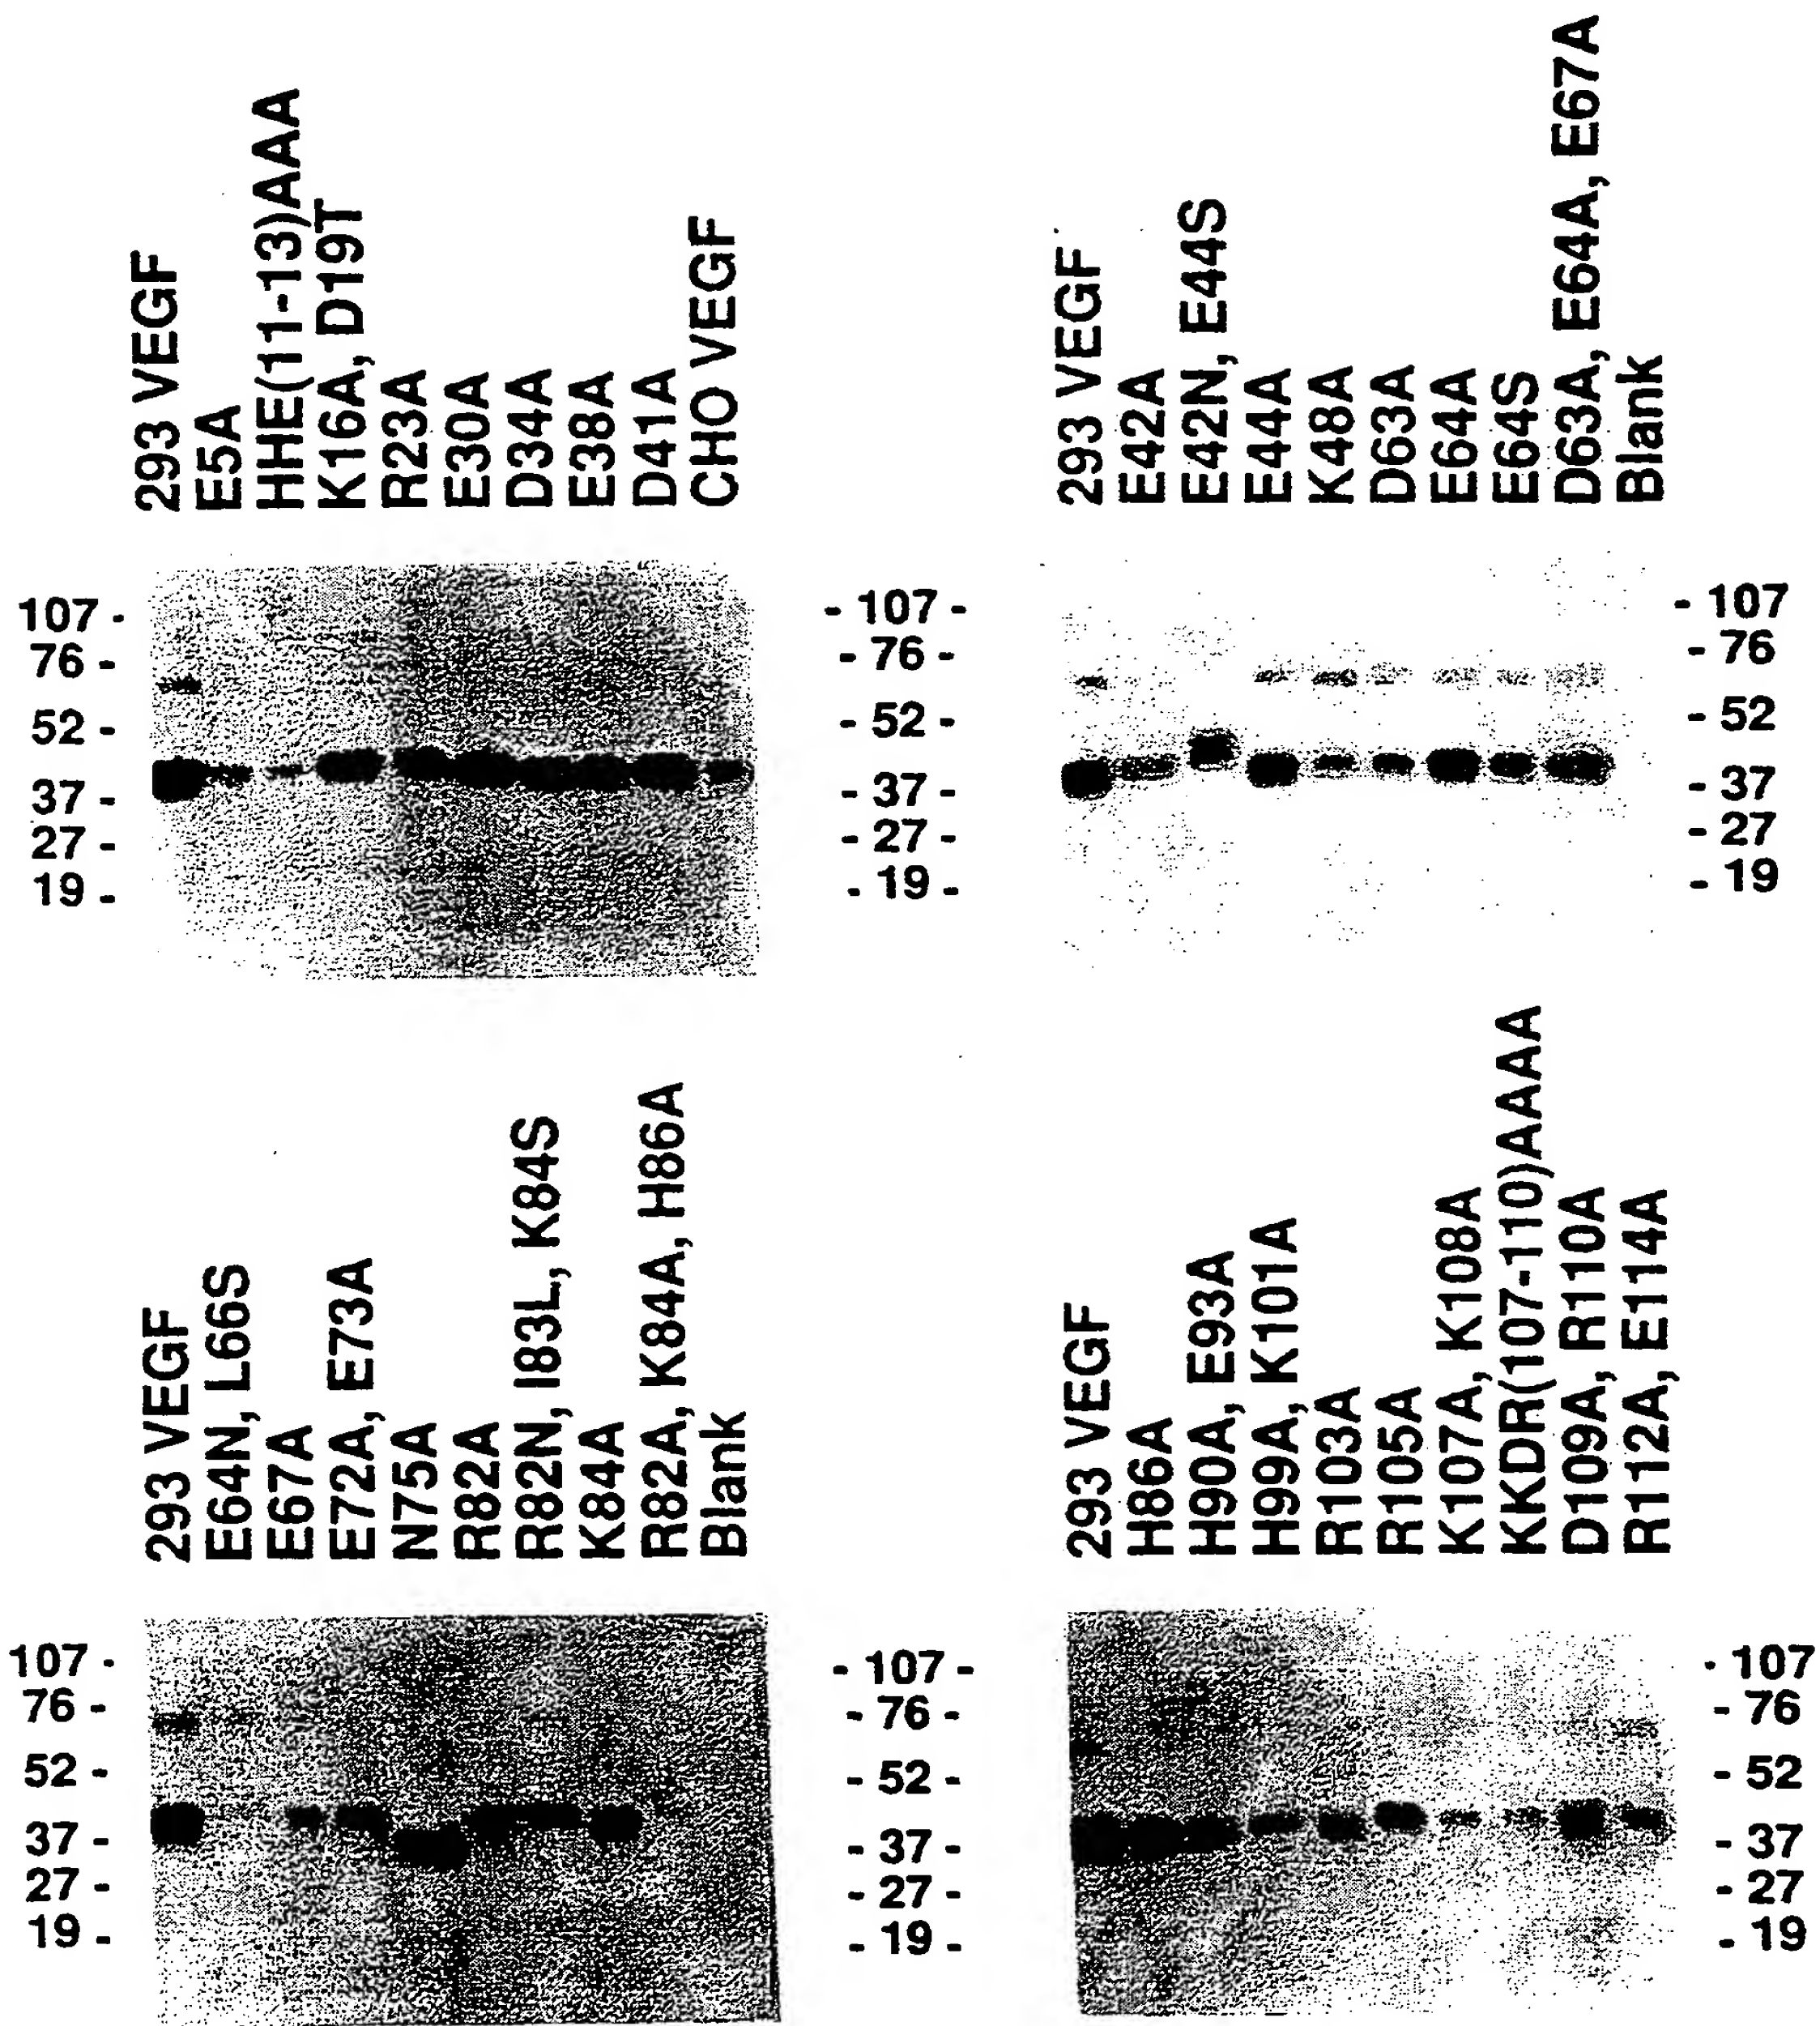 293 VEGF
E5A
HHE(11-13)AAA
K16A, D19T
R23A
E30A
D34A
E38A
D41A
CHO VEGF
107 -
76 -
52 -
37 -
27 -
19 -
293 VEGF
E42A
E42N, E44S
E44A
K48A
D63A
E64A
E64S
D63A, E64A, E67A
Blank
- 107 -
- 76 -
- 52 -
- 37 -
- 27 -
- 19 -
- 107
- 76
- 52
- 37
- 27
- 19
293 VEGF
E64N, L66S
E67A
E72A, E73A
N75A
R82A
R82N, I83L, K84S
K84A
R82A, K84A, H86A
Blank
107 -
76 -
52 -
37 -
27 -
19 -
293 VEGF
H86A
H90A, E93A
H99A, K101A
R103A
R105A
K107A, K108A
KKDR(107-110)AAAA
D109A, R110A
R112A, E114A
- 107 -
- 76 -
- 52 -
- 37 -
- 27 -
- 19 -
- 107
- 76
- 52
- 37
- 27
- 19